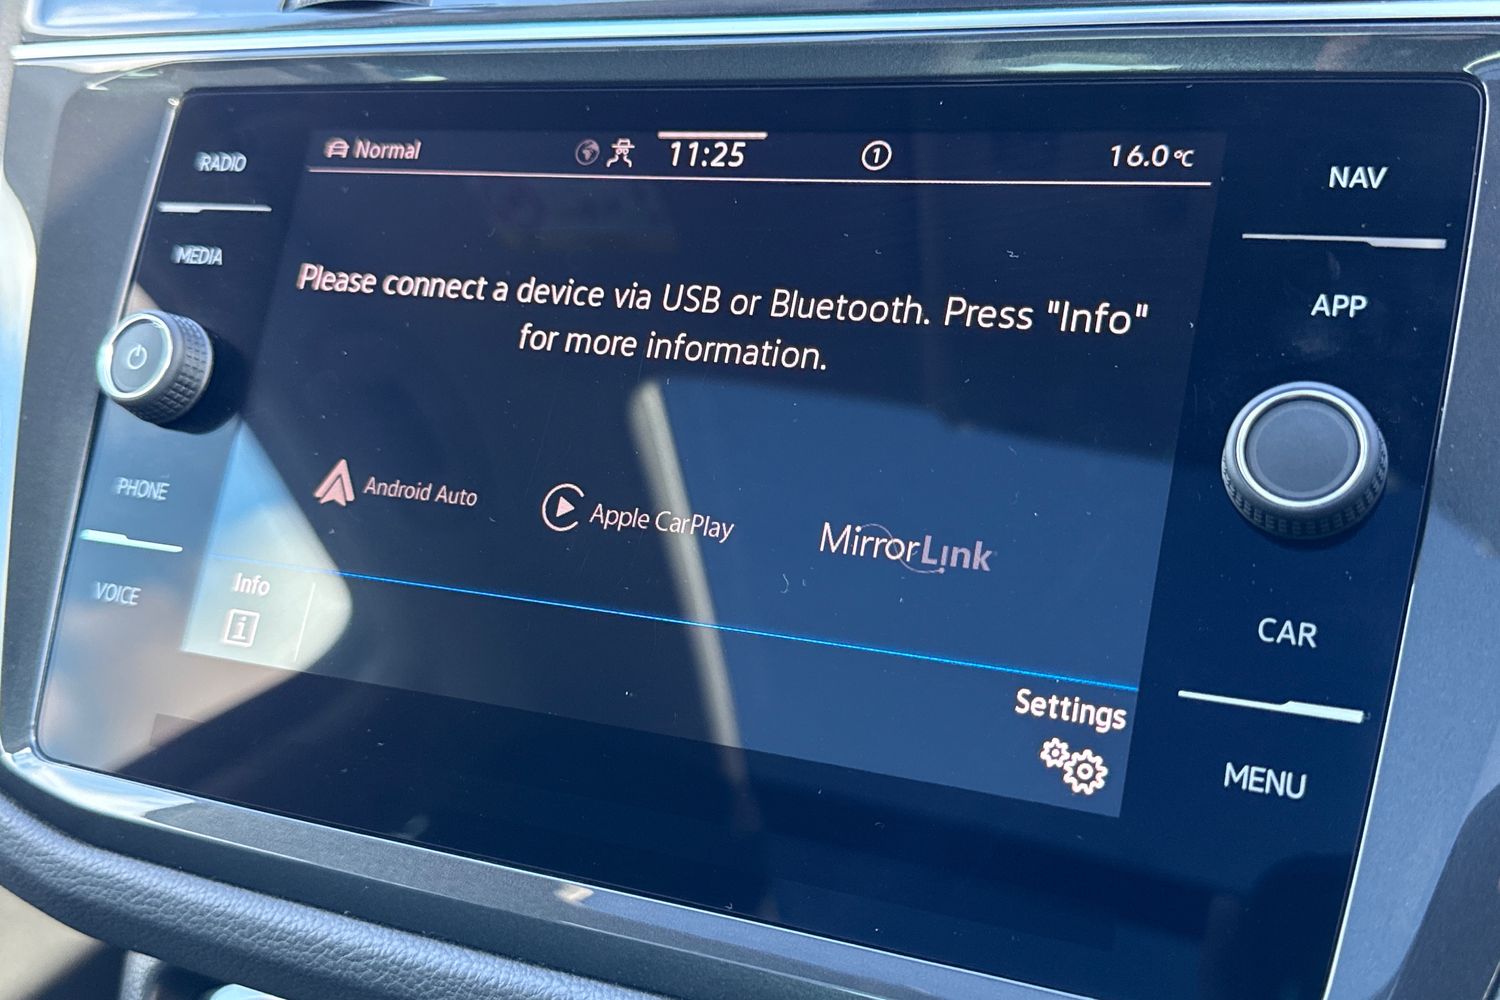 RADIO
MEDIA
PHONE
VOICE
Normal
11:25
1
16.0°C
Please connect a device via USB or Bluetooth. Press "Info"
for more information.
Android Auto
Apple CarPlay
MirrorLink
Info
i
Settings
NAV
APP
CAR
MENU